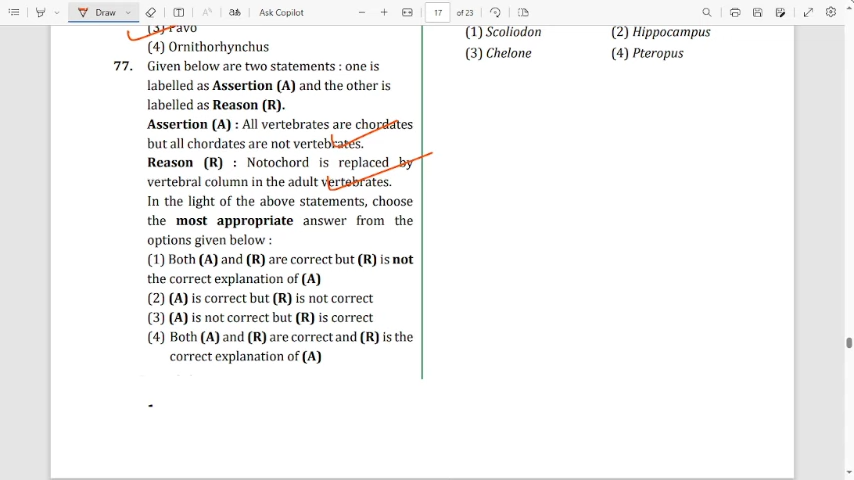 Draw
Ask Copilot
17 of 23
(3) Pavo
(4) Ornithorhynchus
77. Given below are two statements : one is
labelled as Assertion (A) and the other is
labelled as Reason (R).
Assertion (A) : All vertebrates are chordates
but all chordates are not vertebrates.
Reason (R) : Notochord is replaced by
vertebral column in the adult vertebrates.
In the light of the above statements, choose
the most appropriate answer from the
options given below :
(1) Both (A) and (R) are correct but (R) is not
the correct explanation of (A)
(2) (A) is correct but (R) is not correct
(3) (A) is not correct but (R) is correct
(4) Both (A) and (R) are correct and (R) is the
correct explanation of (A)
(1) Scoliodon (2) Hippocampus
(3) Chelone (4) Pteropus